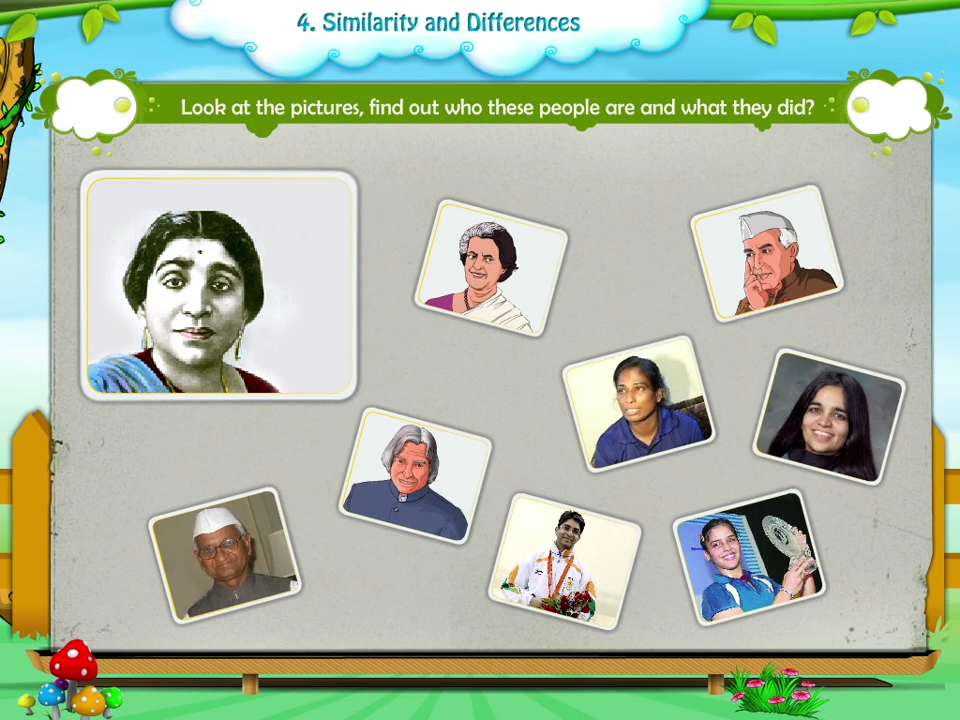 4. Similarity and Differences
Look at the pictures, find out who these people are and what they did?